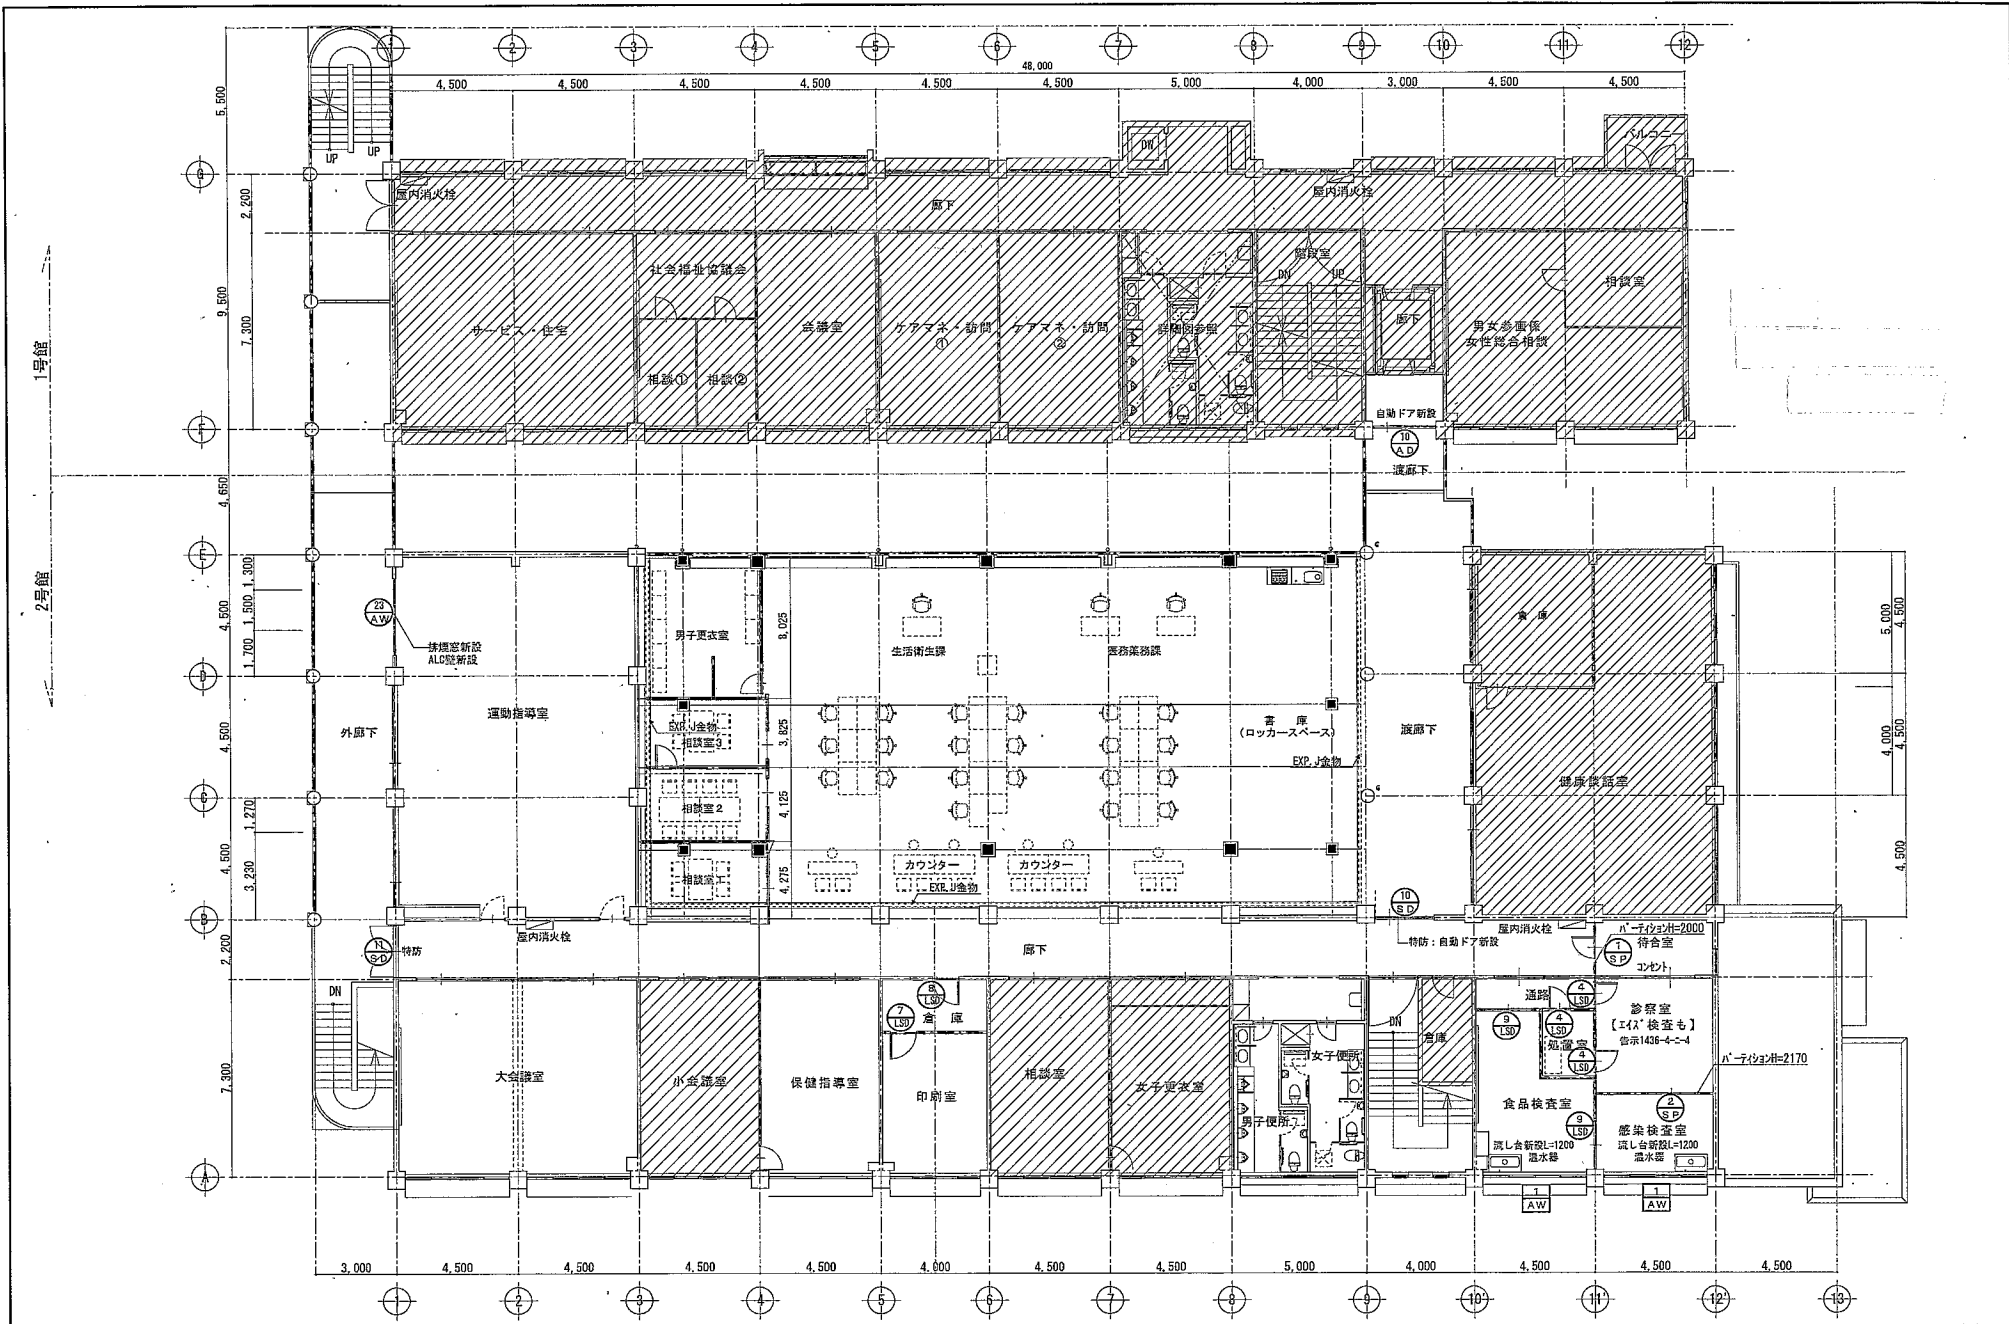 1 2 3 4 5 6 7 8 9 10 11 12
48,000
4,500 4,500 4,500 4,500 4,500 4,500 5,000 4,000 3,000 4,500 4,500
5,500
UP UP
DW
バルコニー
G
屋内消火栓
廊下
屋内消火栓
2,200
9,500
7,300
1号館
社会福祉協議会
サービス・住宅
相談①
相談②
会議室
ケアマネ・訪問
①
ケアマネ・訪問
②
詳細図参照
階段室
DN UP
廊下
男女参画係
女性総合相談
相談室
自動ドア新設
F
10
AD
渡廊下
4,650
2号館
E
1,300
4,500
1,500
1,700
23
AW
排煙窓新設
ALC壁新設
男子更衣室
8,025
生活衛生課
医務薬務課
倉庫
5,000
4,500
D
外廊下
運動指導室
4,500
EXP.J金物
相談室3
3,825
書庫
(ロッカースペース)
EXP.J金物
渡廊下
健康談話室
4,000
4,500
C
1,270
4,500
3,230
相談室2
4,125
相談室1
4,275
カウンター
カウンター
EXP.J金物
4,500
B
10
SD
2,200
11
SD
特防
屋内消火栓
廊下
特防：自動ドア新設
屋内消火栓
パーティションH=2000
待合室
1
SP
コンセント
DN
大会議室
小会議室
保健指導室
8
LSD
7
LSD
倉庫
印刷室
相談室
女子更衣室
女子便所
男子便所
DN
倉庫
通路
4
LSD
9
LSD
4
LSD
処置室
4
LSD
診察室
【エイズ検査も】
告示1436-4-ニ-4
パーティションH=2170
7,300
食品検査室
9
LSD
流し台新設L=1200
温水器
2
SP
感染検査室
流し台新設L=1200
温水器
A
1
AW
1
AW
3,000 4,500 4,500 4,500 4,500 4,000 4,500 4,500 5,000 4,000 4,500 4,500 4,500
1 2 3 4 5 6 7 8 9 10' 11' 12' 13